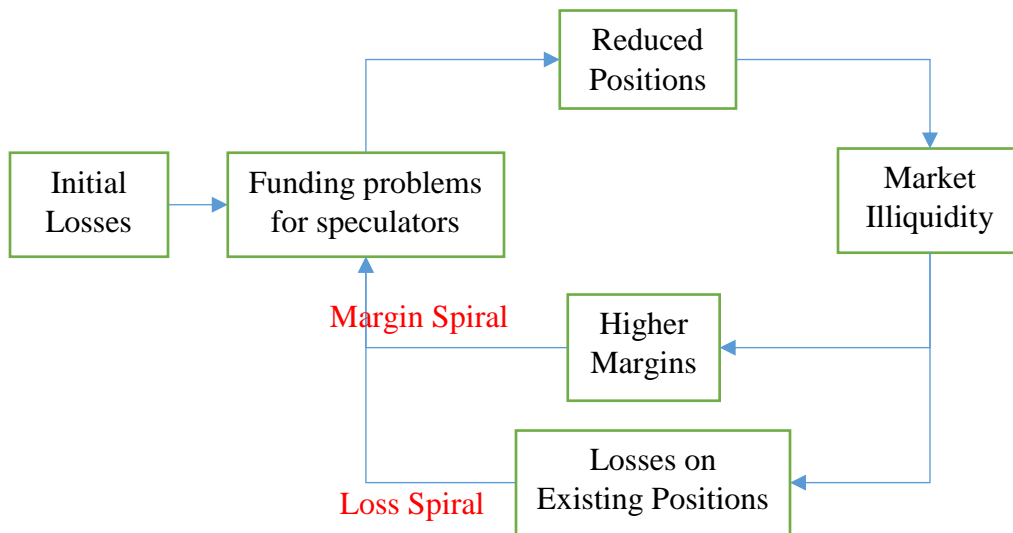 Reduced
Positions
Initial
Losses
Funding problems
for speculators
Market
Illiquidity
Margin Spiral
Higher
Margins
Loss Spiral
Losses on
Existing Positions